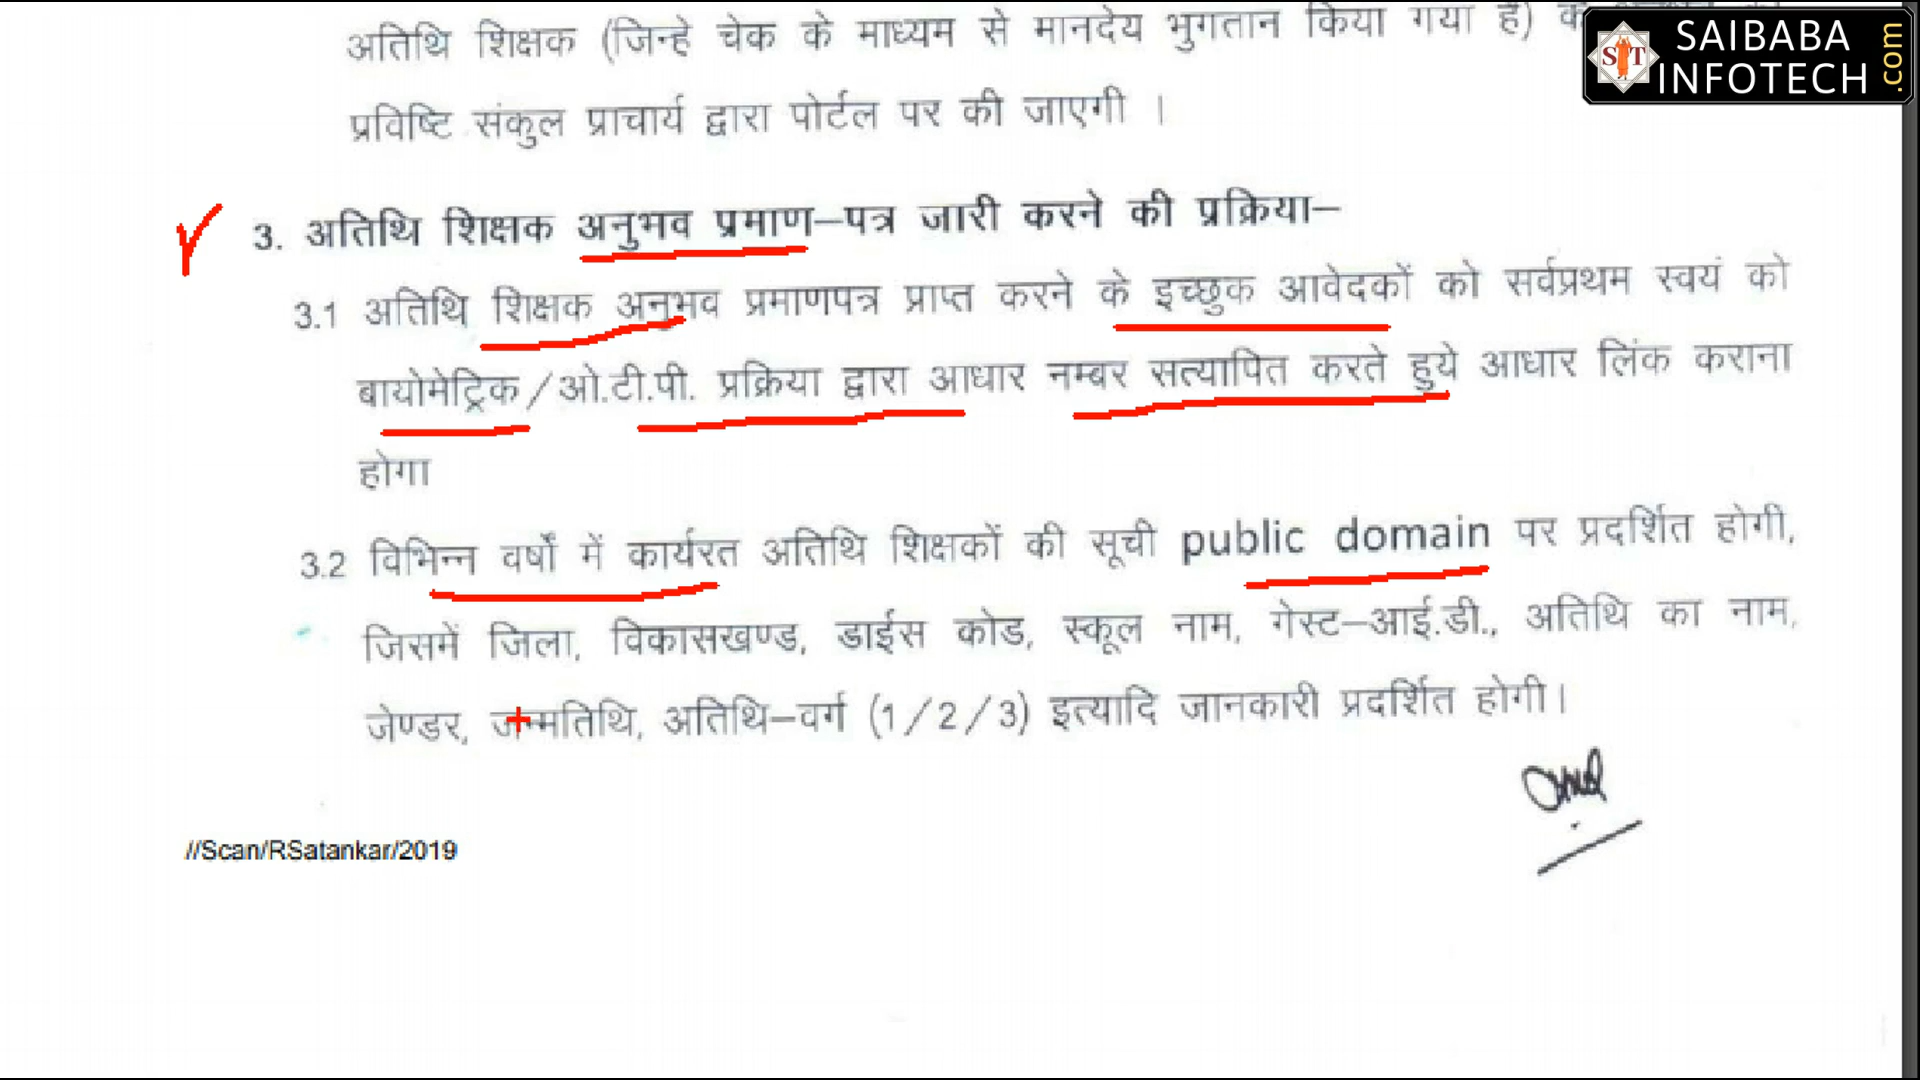 अतिथि शिक्षक (जिन्हे चेक के माध्यम से मानदेय भुगतान किया गया है)
प्रविष्टि संकुल प्राचार्य द्वारा पोर्टल पर की जाएगी ।
SAIBABA
INFOTECH
.com
SIT
3. अतिथि शिक्षक अनुभव प्रमाण–पत्र जारी करने की प्रक्रिया–
3.1 अतिथि शिक्षक अनुभव प्रमाणपत्र प्राप्त करने के इच्छुक आवेदकों को सर्वप्रथम स्वयं को
बायोमेट्रिक/ओ.टी.पी. प्रक्रिया द्वारा आधार नम्बर सत्यापित करते हुये आधार लिंक कराना
होगा
3.2 विभिन्न वर्षों में कार्यरत अतिथि शिक्षकों की सूची public domain पर प्रदर्शित होगी,
जिसमें जिला, विकासखण्ड, डाईस कोड, स्कूल नाम, गेस्ट–आई.डी., अतिथि का नाम,
जेण्डर, जन्मतिथि, अतिथि–वर्ग (1/2/3) इत्यादि जानकारी प्रदर्शित होगी।
//Scan/RSatankar/2019